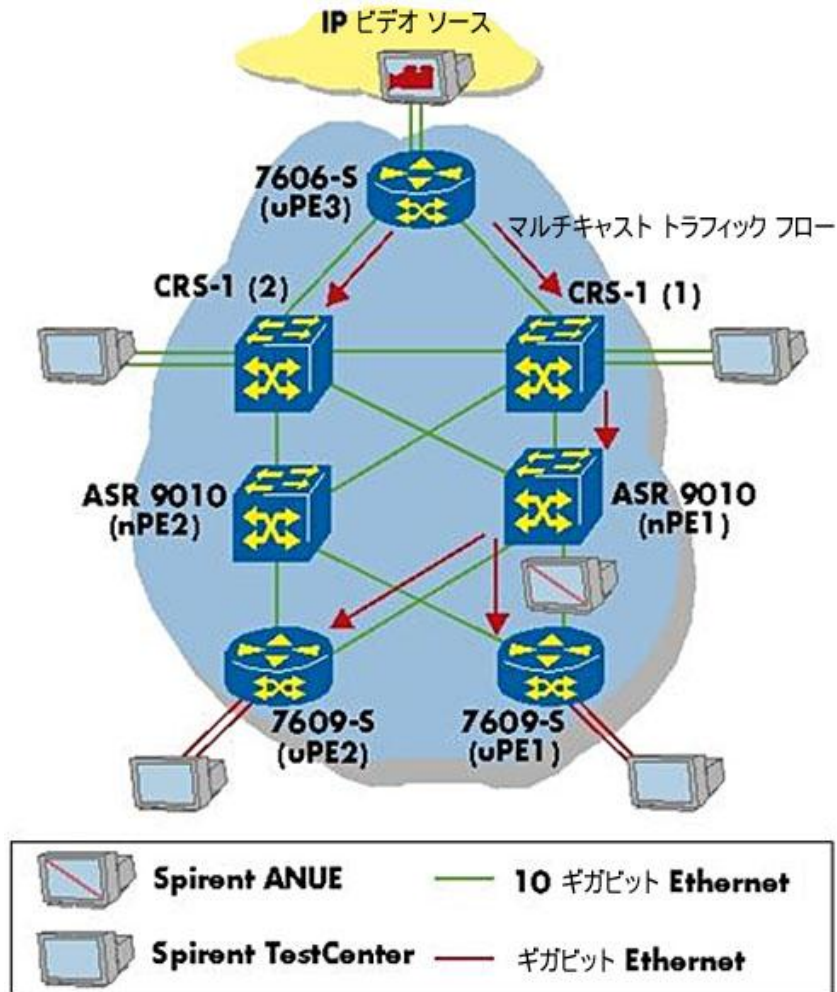 IP ビデオ ソース
7606-S
(uPE3)
マルチキャスト トラフィック フロー
CRS-1 (2)
CRS-1 (1)
ASR 9010
(nPE2)
ASR 9010
(nPE1)
7609-S
(uPE2)
7609-S
(uPE1)
Spirent ANUE
10 ギガビット Ethernet
Spirent TestCenter
ギガビット Ethernet